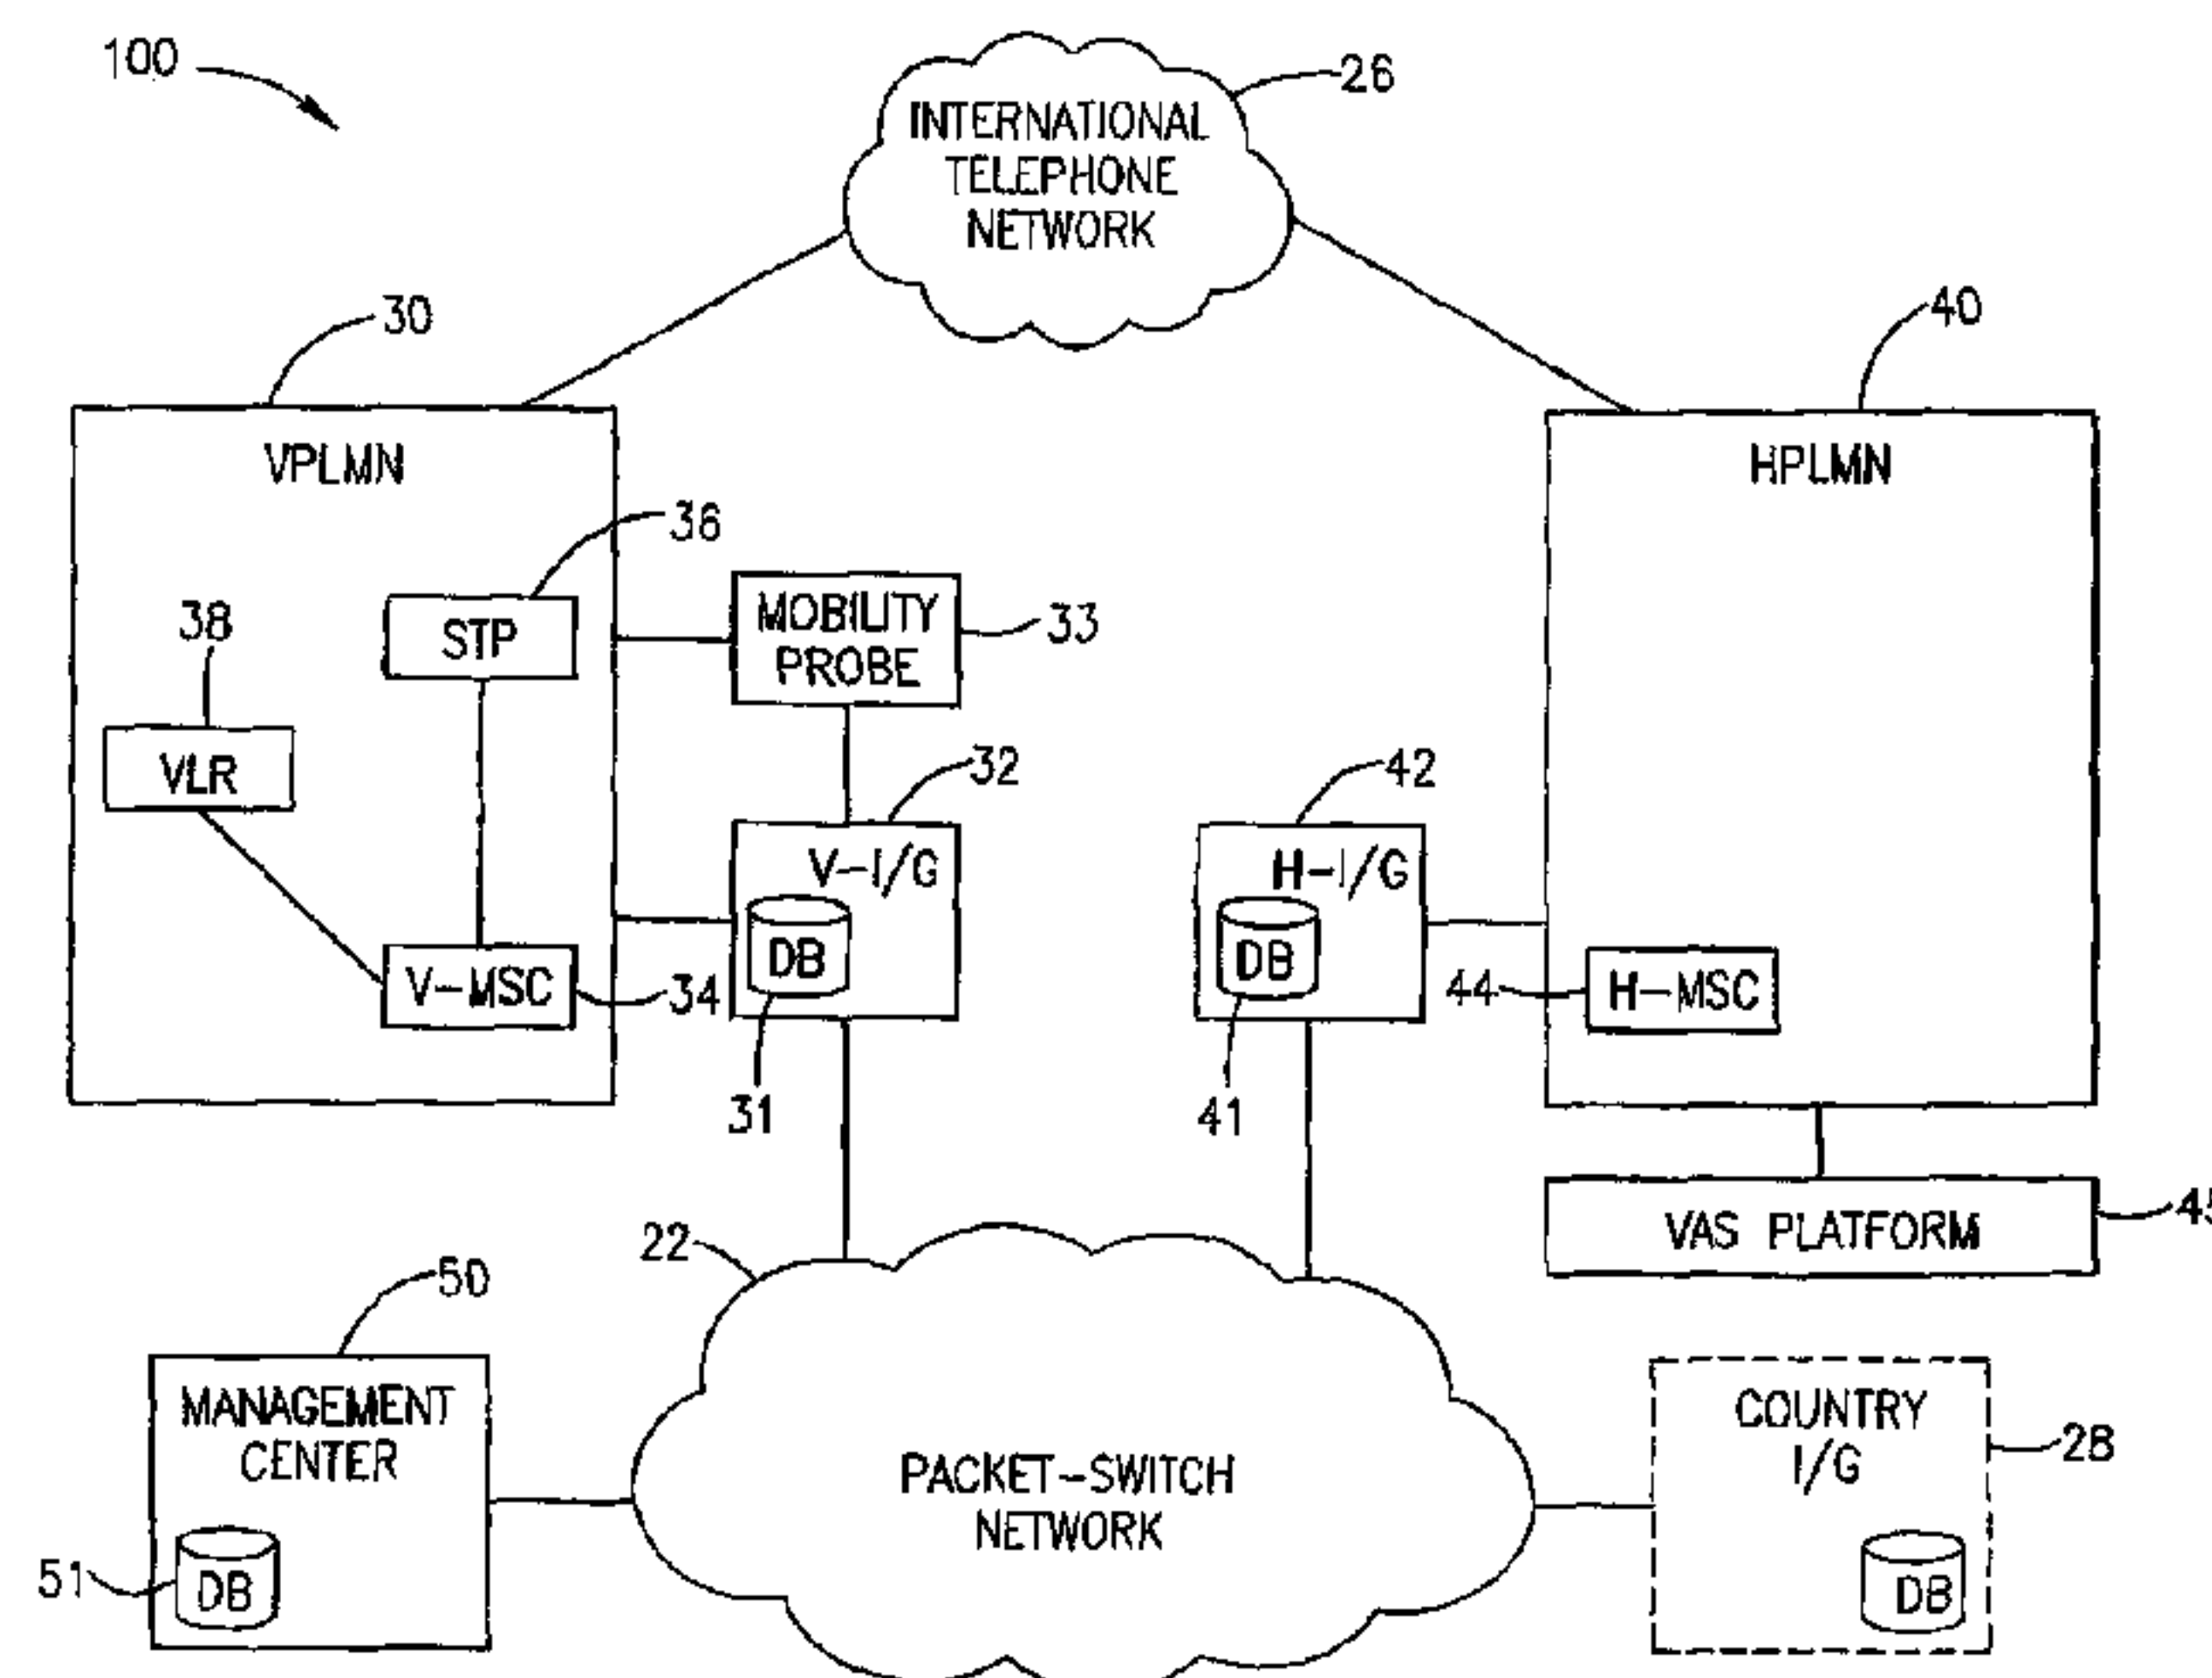 100
INTERNATIONAL
TELEPHONE
NETWORK
26
30
40
VPLMN
HPLMN
36
STP
MOBILITY
PROBE
33
38
VLR
32
42
V-I/G
H-I/G
DB
DB
V-MSC
34
44
H-MSC
31
41
VAS PLATFORM
22
50
MANAGEMENT
CENTER
COUNTRY
I/G
28
PACKET-SWITCH
NETWORK
51
DB
DB